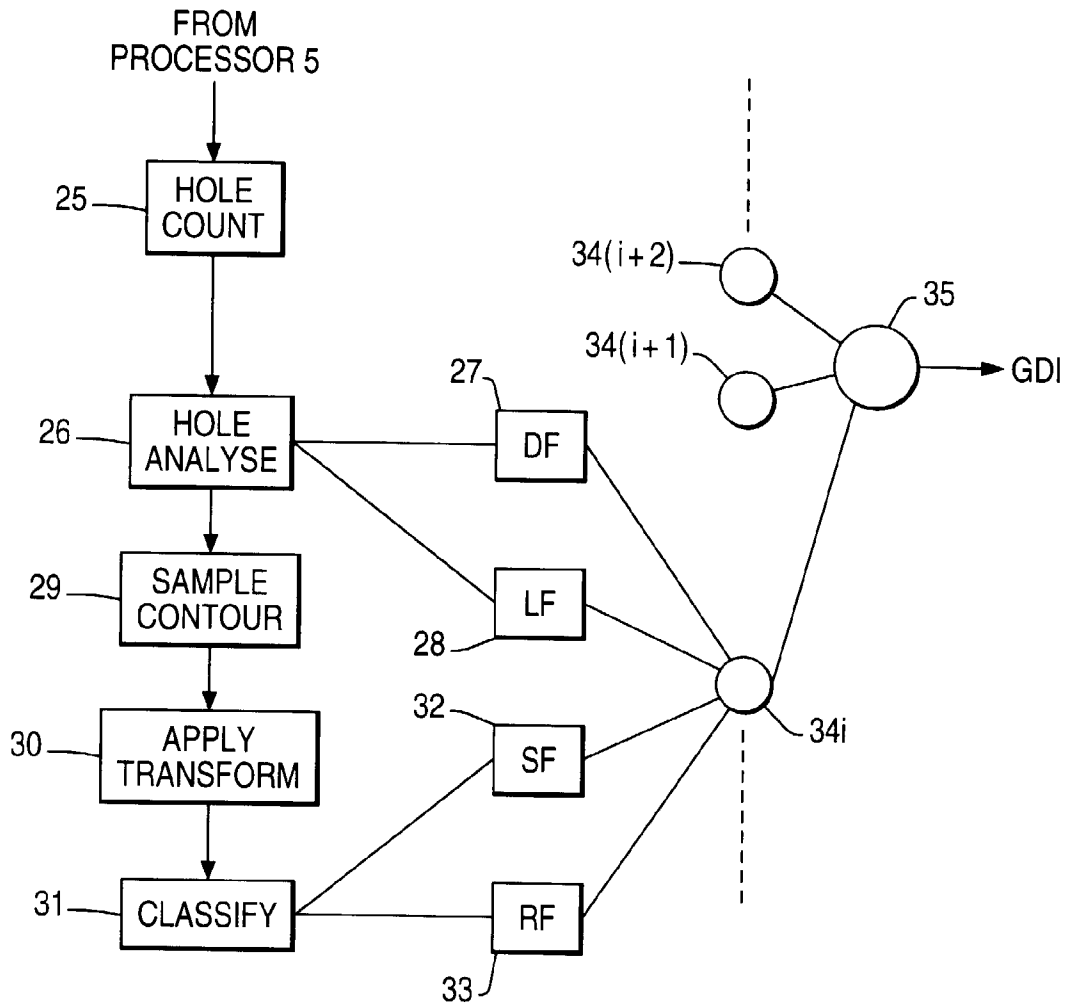 FROM
PROCESSOR 5
25
HOLE
COUNT
34(i+2)
35
34(i+1)
GDI
27
26
HOLE
ANALYSE
DF
29
SAMPLE
CONTOUR
LF
28
32
34i
30
APPLY
TRANSFORM
SF
31
CLASSIFY
RF
33